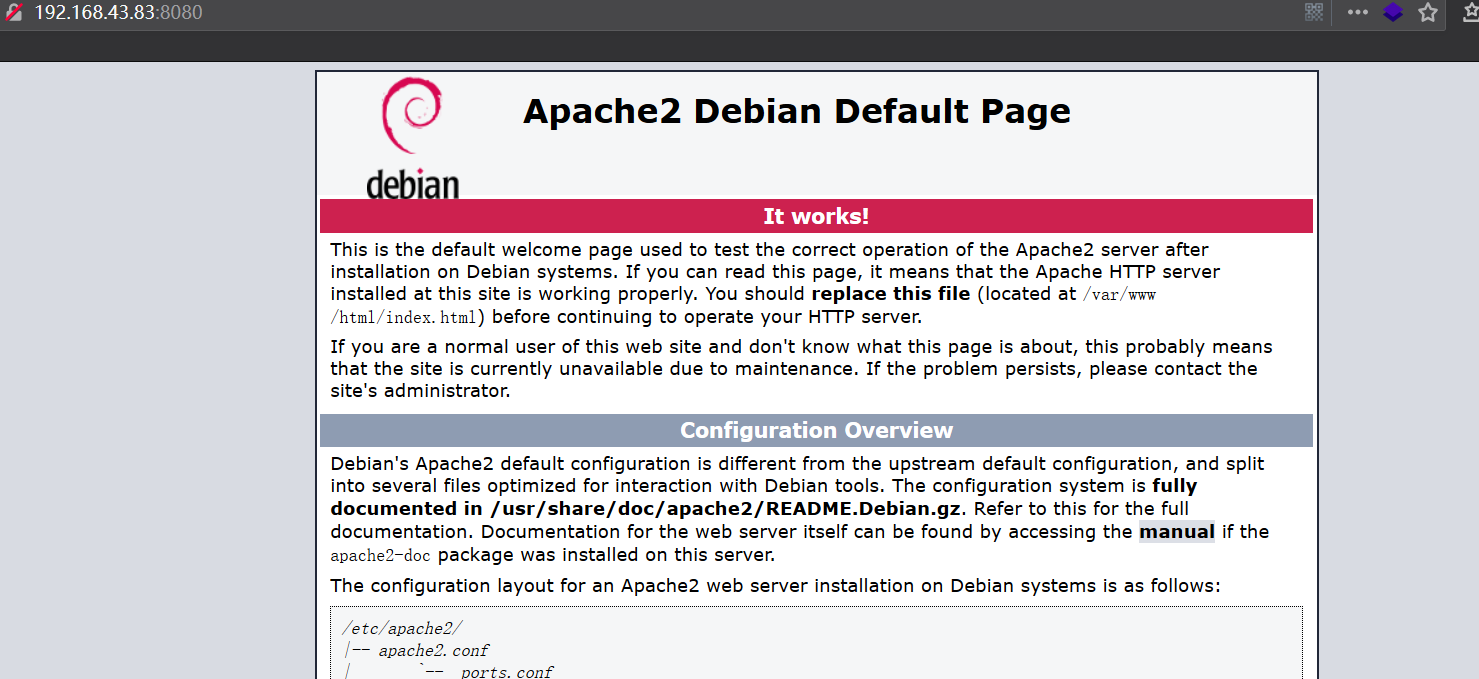 192.168.43.83:8080
debian
Apache2 Debian Default Page
It works!
This is the default welcome page used to test the correct operation of the Apache2 server after
installation on Debian systems. If you can read this page, it means that the Apache HTTP server
installed at this site is working properly. You should replace this file (located at /var/www
/html/index.html) before continuing to operate your HTTP server.
If you are a normal user of this web site and don't know what this page is about, this probably means
that the site is currently unavailable due to maintenance. If the problem persists, please contact the
site's administrator.
Configuration Overview
Debian's Apache2 default configuration is different from the upstream default configuration, and split
into several files optimized for interaction with Debian tools. The configuration system is fully
documented in /usr/share/doc/apache2/README.Debian.gz. Refer to this for the full
documentation. Documentation for the web server itself can be found by accessing the manual if the
apache2-doc package was installed on this server.
The configuration layout for an Apache2 web server installation on Debian systems is as follows:
/etc/apache2/
|-- apache2.conf
|       `--  ports.conf